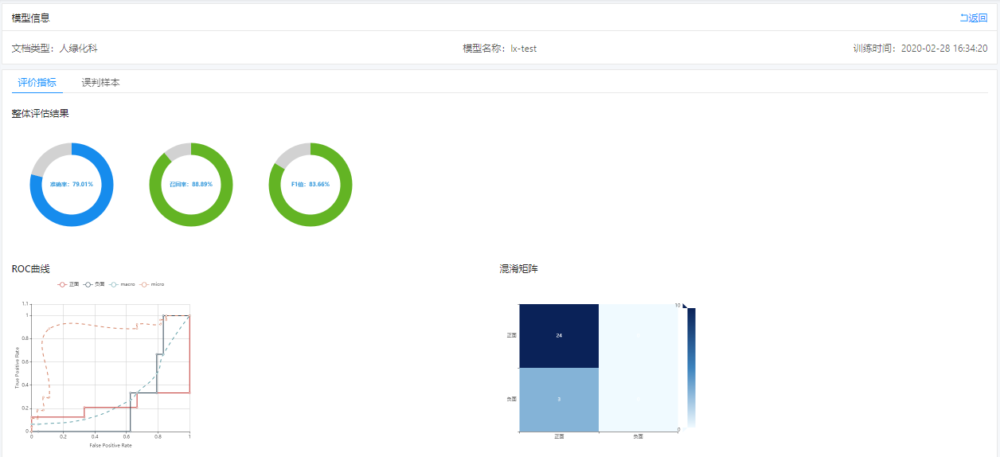 模型信息
返回
文档类型：人绿化科
模型名称：lx-test
训练时间：2020-02-28 16:34:20
评价指标
误判样本
整体评估结果
准确率：79.01%
召回率：88.89%
F1值：83.66%
ROC曲线
混淆矩阵
正面
负面
macro
micro
1.1
1
0.8
0.6
0.4
0.2
0
True Positive Rate
0
0.2
0.4
0.6
0.8
1
False Positive Rate
正面
负面
24
3
正面
负面
10
0